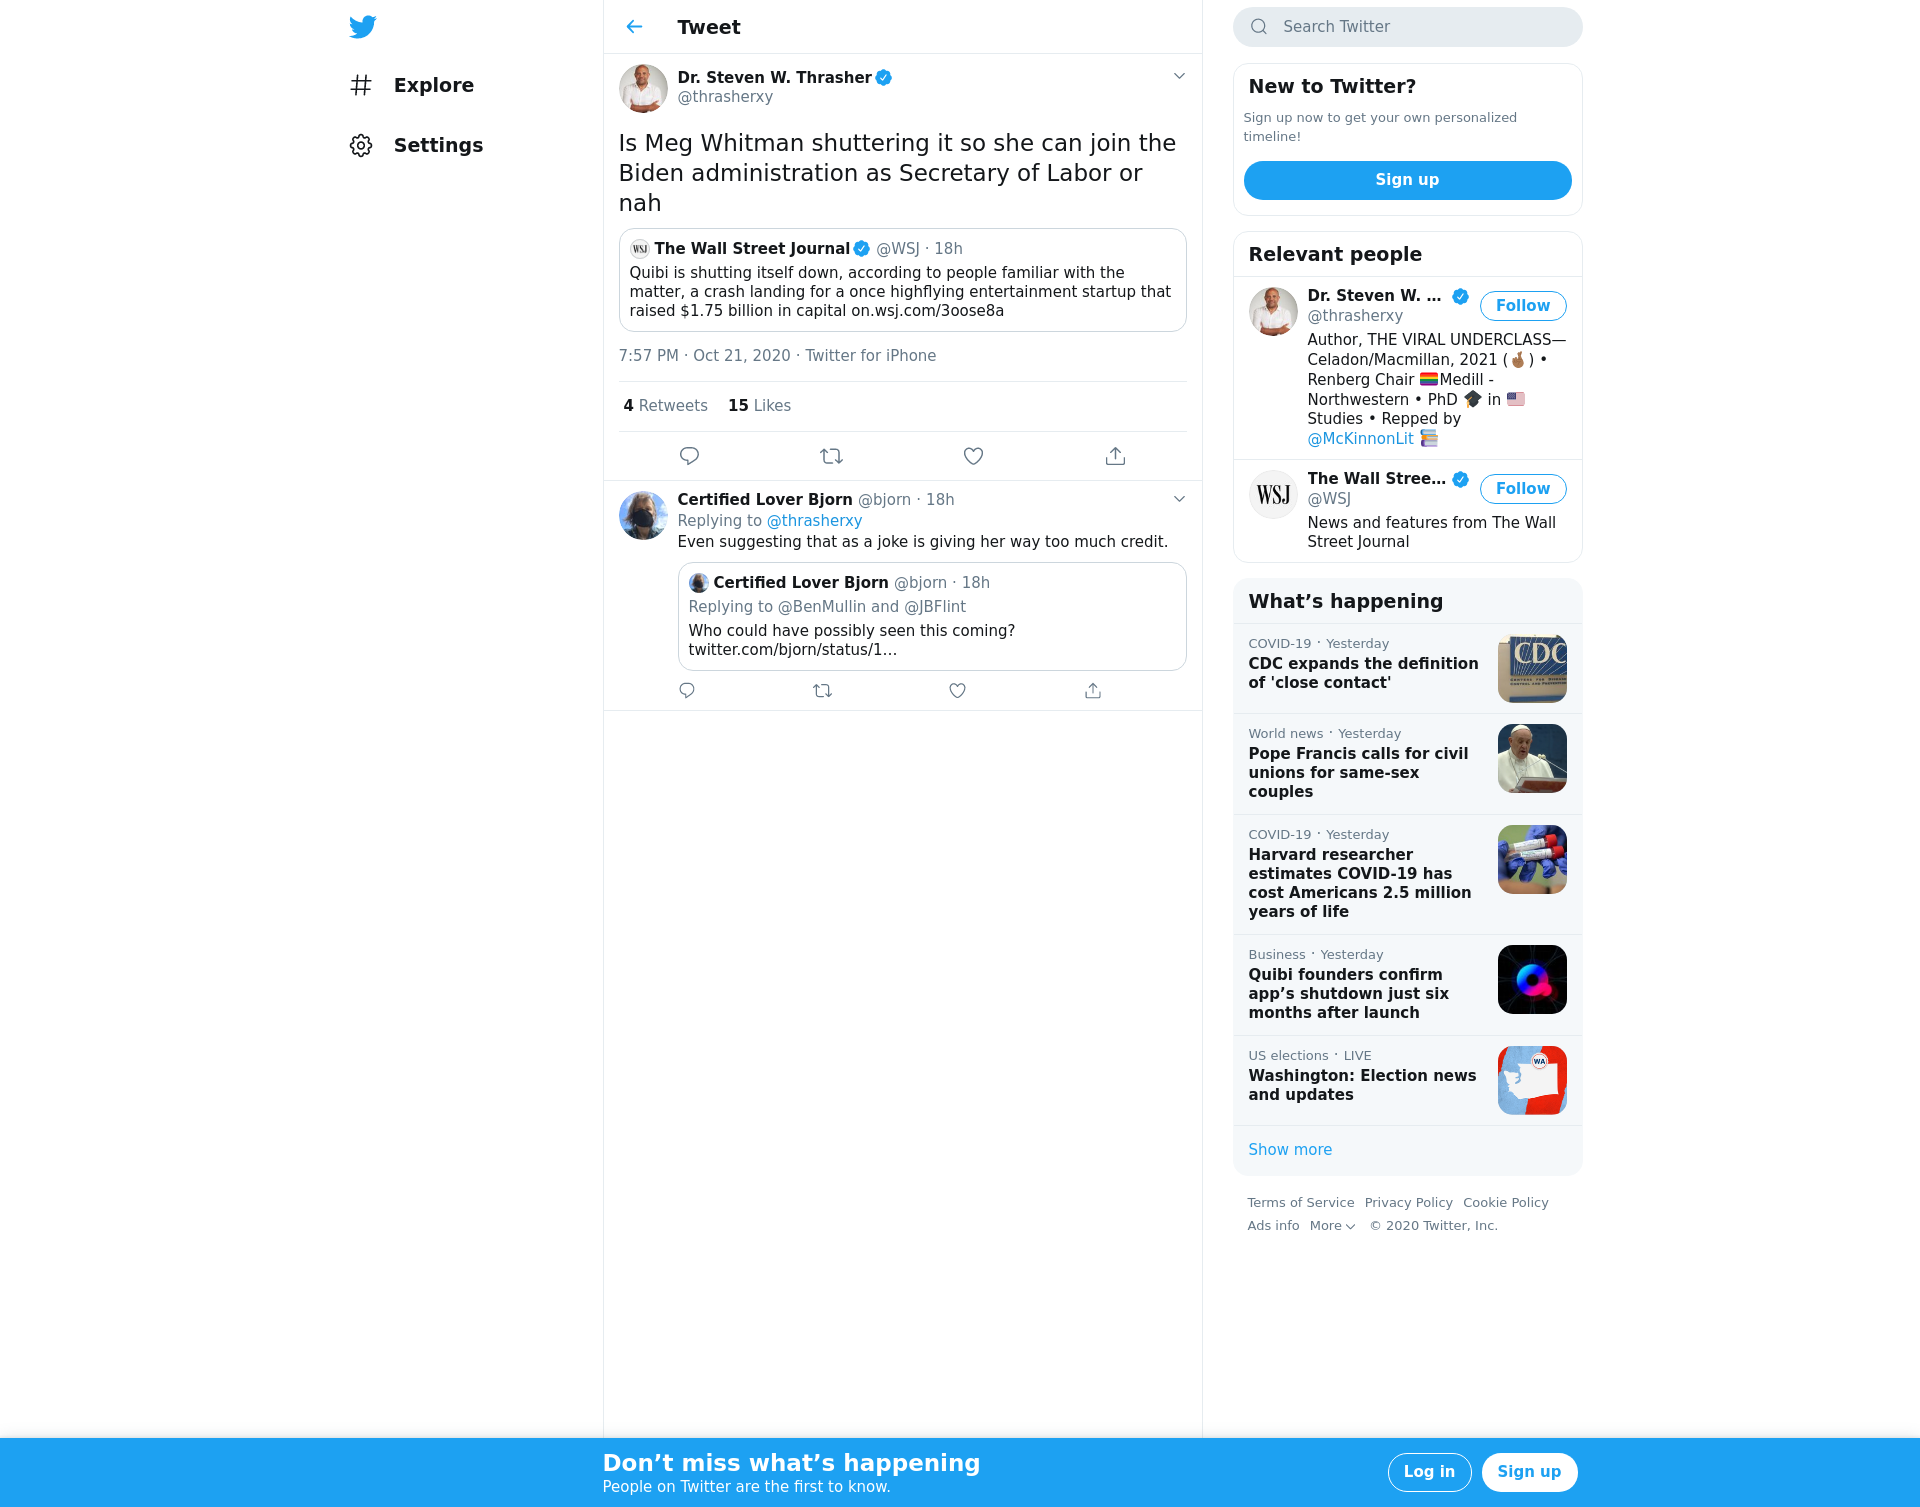 Explore
Settings
Tweet
Dr. Steven W. Thrasher
@thrasherxy
Is Meg Whitman shuttering it so she can join the
Biden administration as Secretary of Labor or
nah
WSJ The Wall Street Journal @WSJ · 18h
Quibi is shutting itself down, according to people familiar with the
matter, a crash landing for a once highflying entertainment startup that
raised $1.75 billion in capital on.wsj.com/3oose8a
7:57 PM · Oct 21, 2020 · Twitter for iPhone
4 Retweets 15 Likes
Certified Lover Bjorn @bjorn · 18h
Replying to @thrasherxy
Even suggesting that as a joke is giving her way too much credit.
Certified Lover Bjorn @bjorn · 18h
Replying to @BenMullin and @JBFlint
Who could have possibly seen this coming?
twitter.com/bjorn/status/1…
Search Twitter
New to Twitter?
Sign up now to get your own personalized
timeline!
Sign up
Relevant people
Dr. Steven W. …
@thrasherxy
Follow
Author, THE VIRAL UNDERCLASS—
Celadon/Macmillan, 2021 (🤞🏽) •
Renberg Chair 🏳️‍🌈Medill -
Northwestern • PhD 🎓 in 🇺🇸
Studies • Repped by
@McKinnonLit 📚
WSJ
The Wall Stree…
@WSJ
Follow
News and features from The Wall
Street Journal
What's happening
COVID-19 · Yesterday
CDC expands the definition
of 'close contact'
CDC
World news · Yesterday
Pope Francis calls for civil
unions for same-sex
couples
COVID-19 · Yesterday
Harvard researcher
estimates COVID-19 has
cost Americans 2.5 million
years of life
Business · Yesterday
Quibi founders confirm
app's shutdown just six
months after launch
US elections · LIVE
Washington: Election news
and updates
WA
Show more
Terms of Service Privacy Policy Cookie Policy
Ads info More © 2020 Twitter, Inc.
Don't miss what's happening
People on Twitter are the first to know.
Log in
Sign up